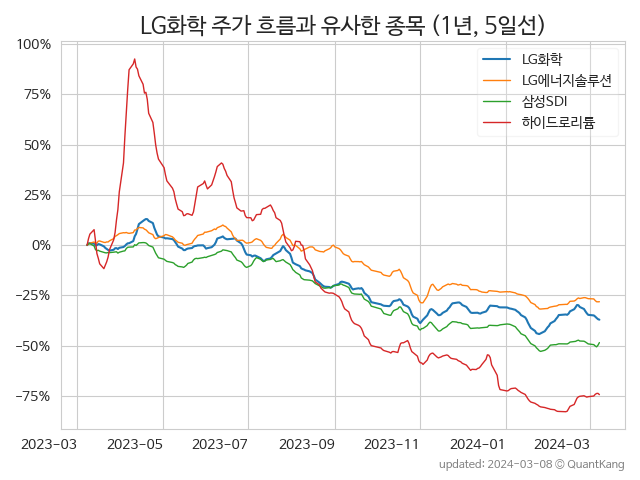 LG화학 주가 흐름과 유사한 종목 (1년, 5일선)
LG화학
LG에너지솔루션
삼성SDI
하이드로리튬
100%
75%
50%
25%
0%
−25%
−50%
−75%
2023-03 2023-05 2023-07 2023-09 2023-11 2024-01 2024-03
updated: 2024-03-08 © QuantKang